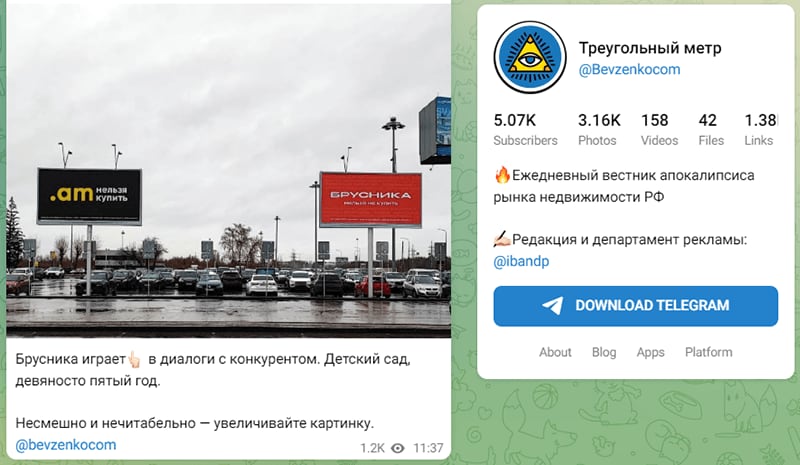 .am нельзя
купить
БРУСНИКА
нельзя не купить
Брусника играет👆🏻 в диалоги с конкурентом. Детский сад,
девяносто пятый год.
Несмешно и нечитабельно — увеличивайте картинку.
@bevzenkocom
1.2K 11:37
Треугольный метр
@Bevzenkocom
5.07K 3.16K 158 42 1.38
Subscribers Photos Videos Files Links
🔥Ежедневный вестник апокалипсиса
рынка недвижимости РФ
✍🏻Редакция и департамент рекламы:
@ibandp
DOWNLOAD TELEGRAM
About Blog Apps Platform